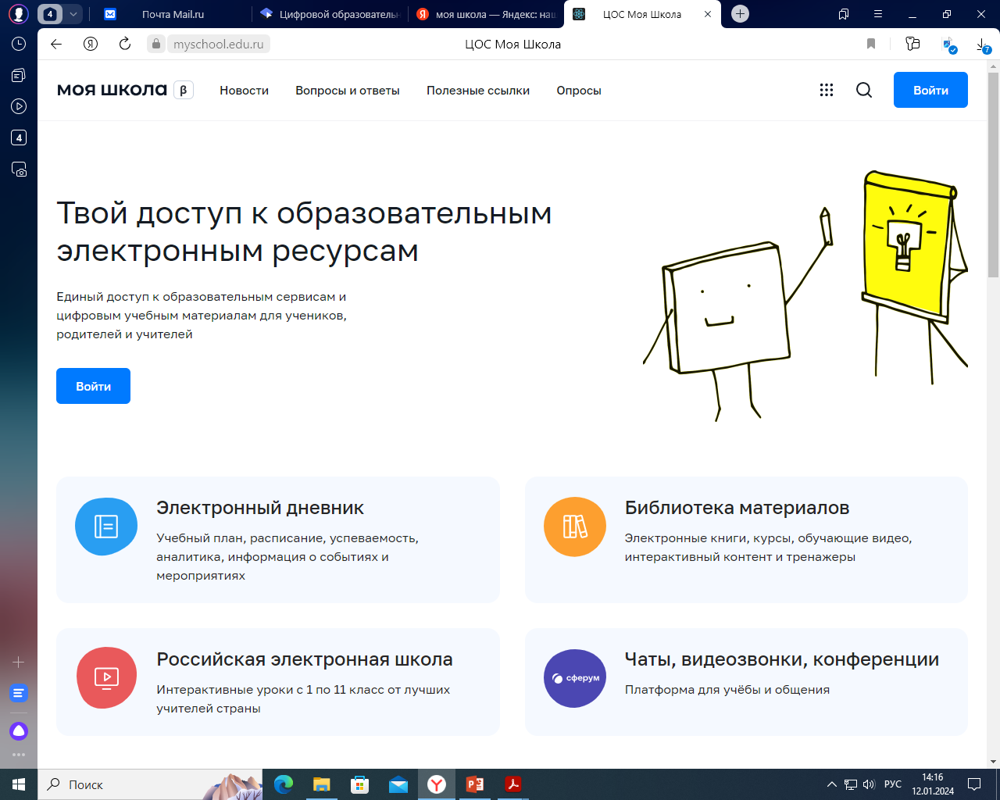 4
Почта Mail.ru
Цифровой образовательн
моя школа — Яндекс: наш
ЦОС Моя Школа
myschool.edu.ru
ЦОС Моя Школа
7
4
моя школа β
Новости
Вопросы и ответы
Полезные ссылки
Опросы
Войти
Твой доступ к образовательным
электронным ресурсам
Единый доступ к образовательным сервисам и
цифровым учебным материалам для учеников,
родителей и учителей
Войти
Электронный дневник
Учебный план, расписание, успеваемость,
аналитика, информация о событиях и
мероприятиях
Библиотека материалов
Электронные книги, курсы, обучающие видео,
интерактивный контент и тренажеры
Российская электронная школа
Интерактивные уроки с 1 по 11 класс от лучших
учителей страны
сферум
Чаты, видеозвонки, конференции
Платформа для учёбы и общения
Поиск
РУС
14:16
12.01.2024